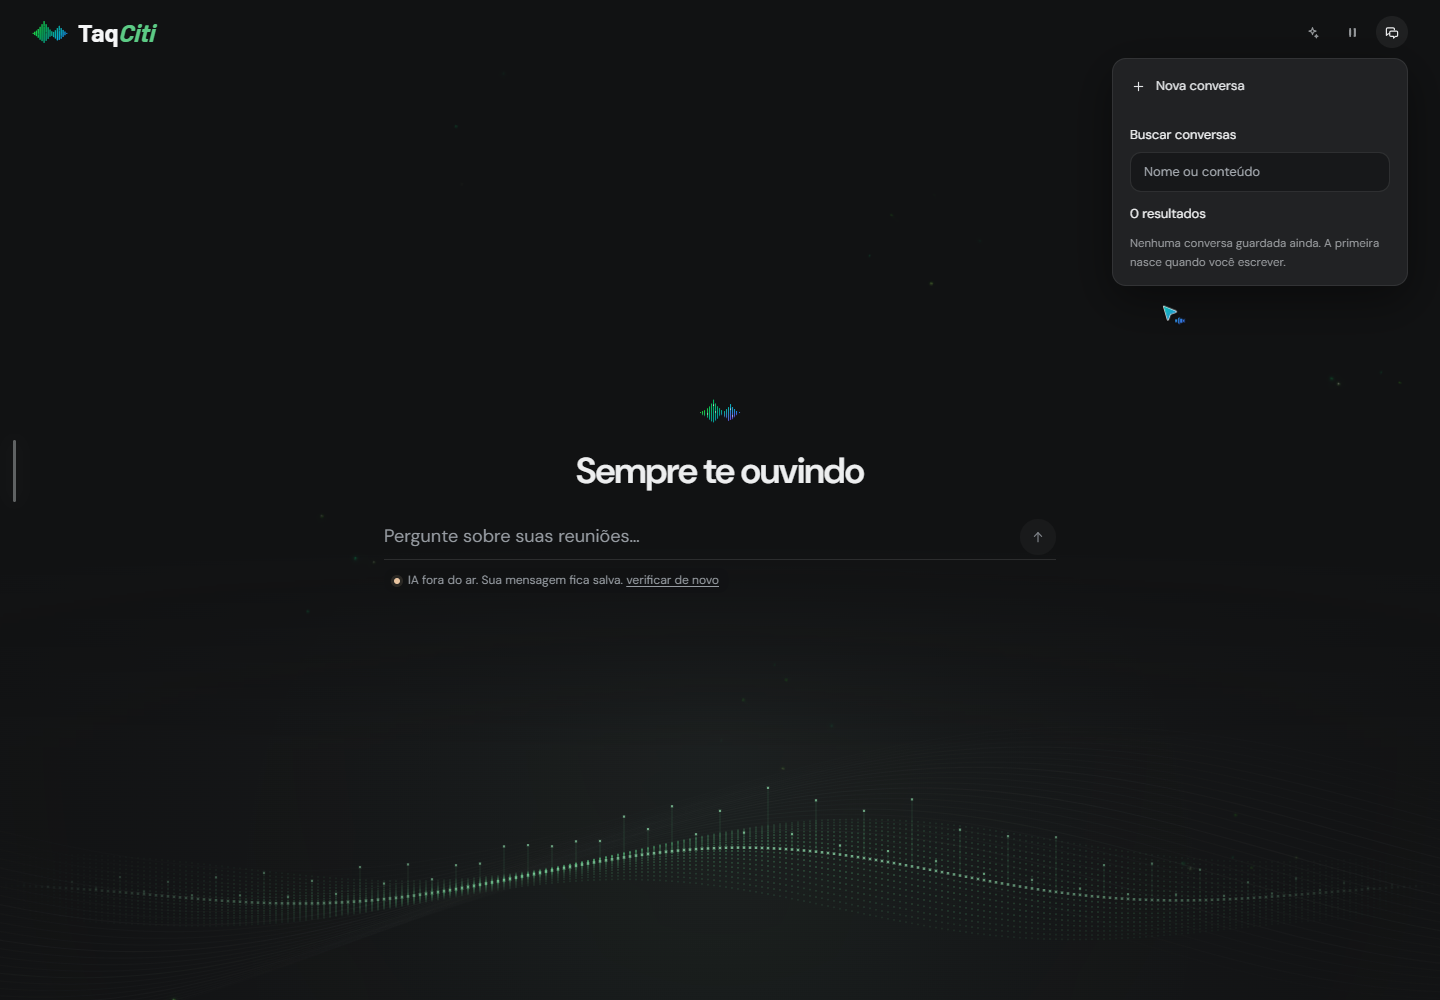 TaqCiti
Nova conversa
Buscar conversas
Nome ou conteúdo
0 resultados
Nenhuma conversa guardada ainda. A primeira
nasce quando você escrever.
Sempre te ouvindo
Pergunte sobre suas reuniões...
IA fora do ar. Sua mensagem fica salva. verificar de novo